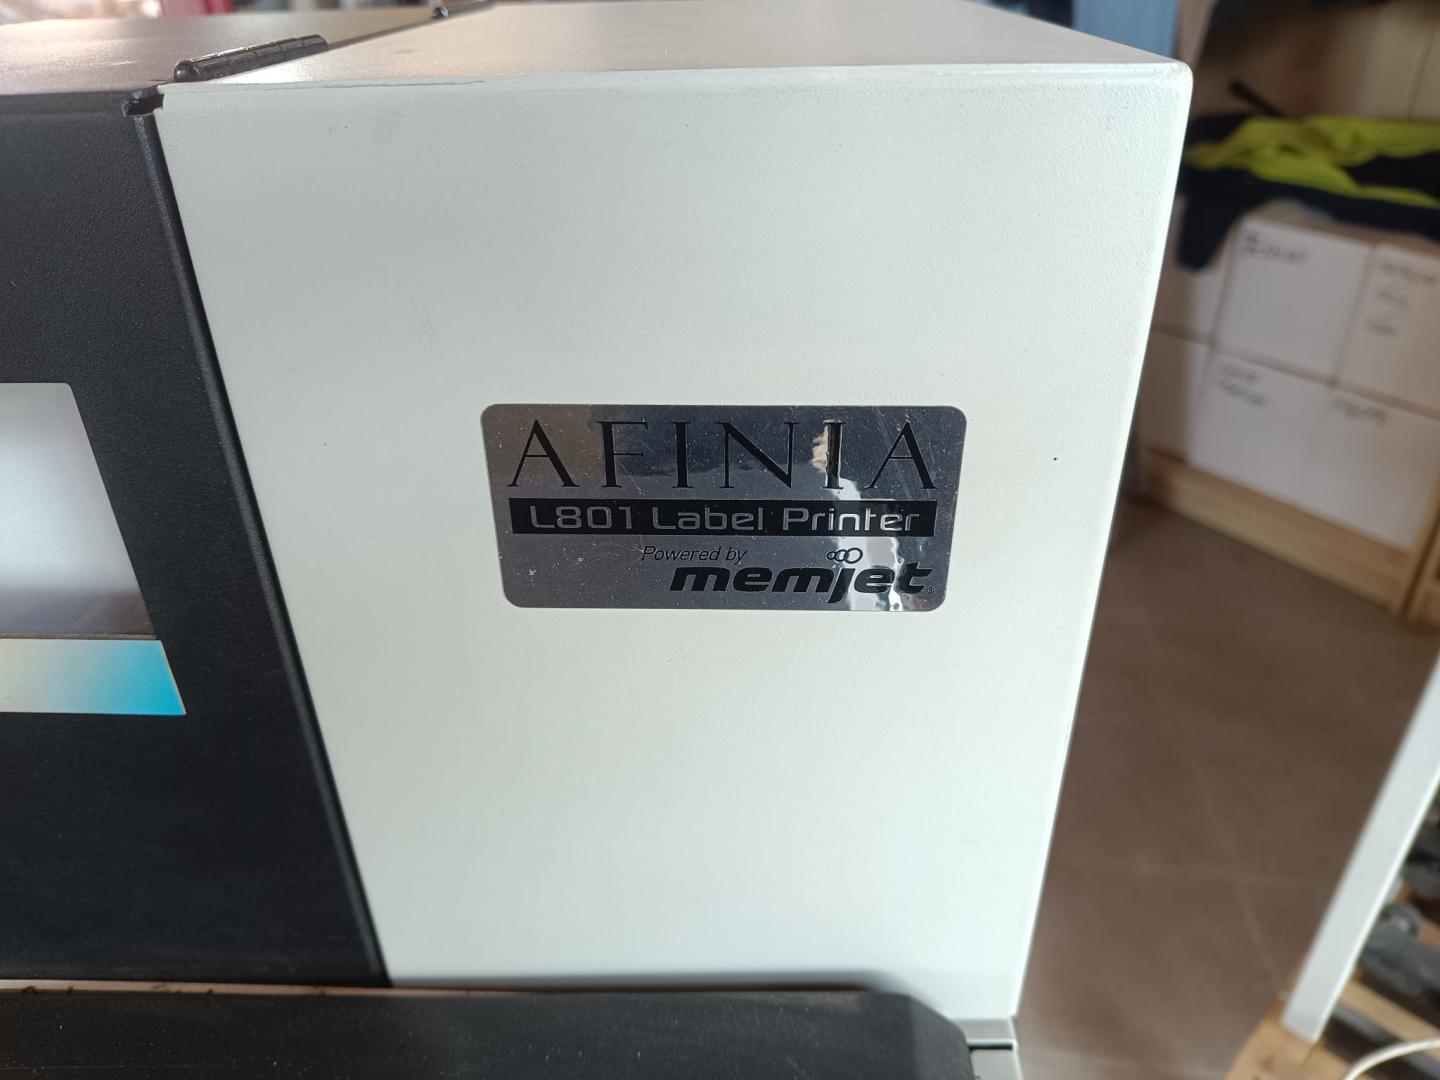 AFINIA
L801 Label Printer
Powered by
memjet®